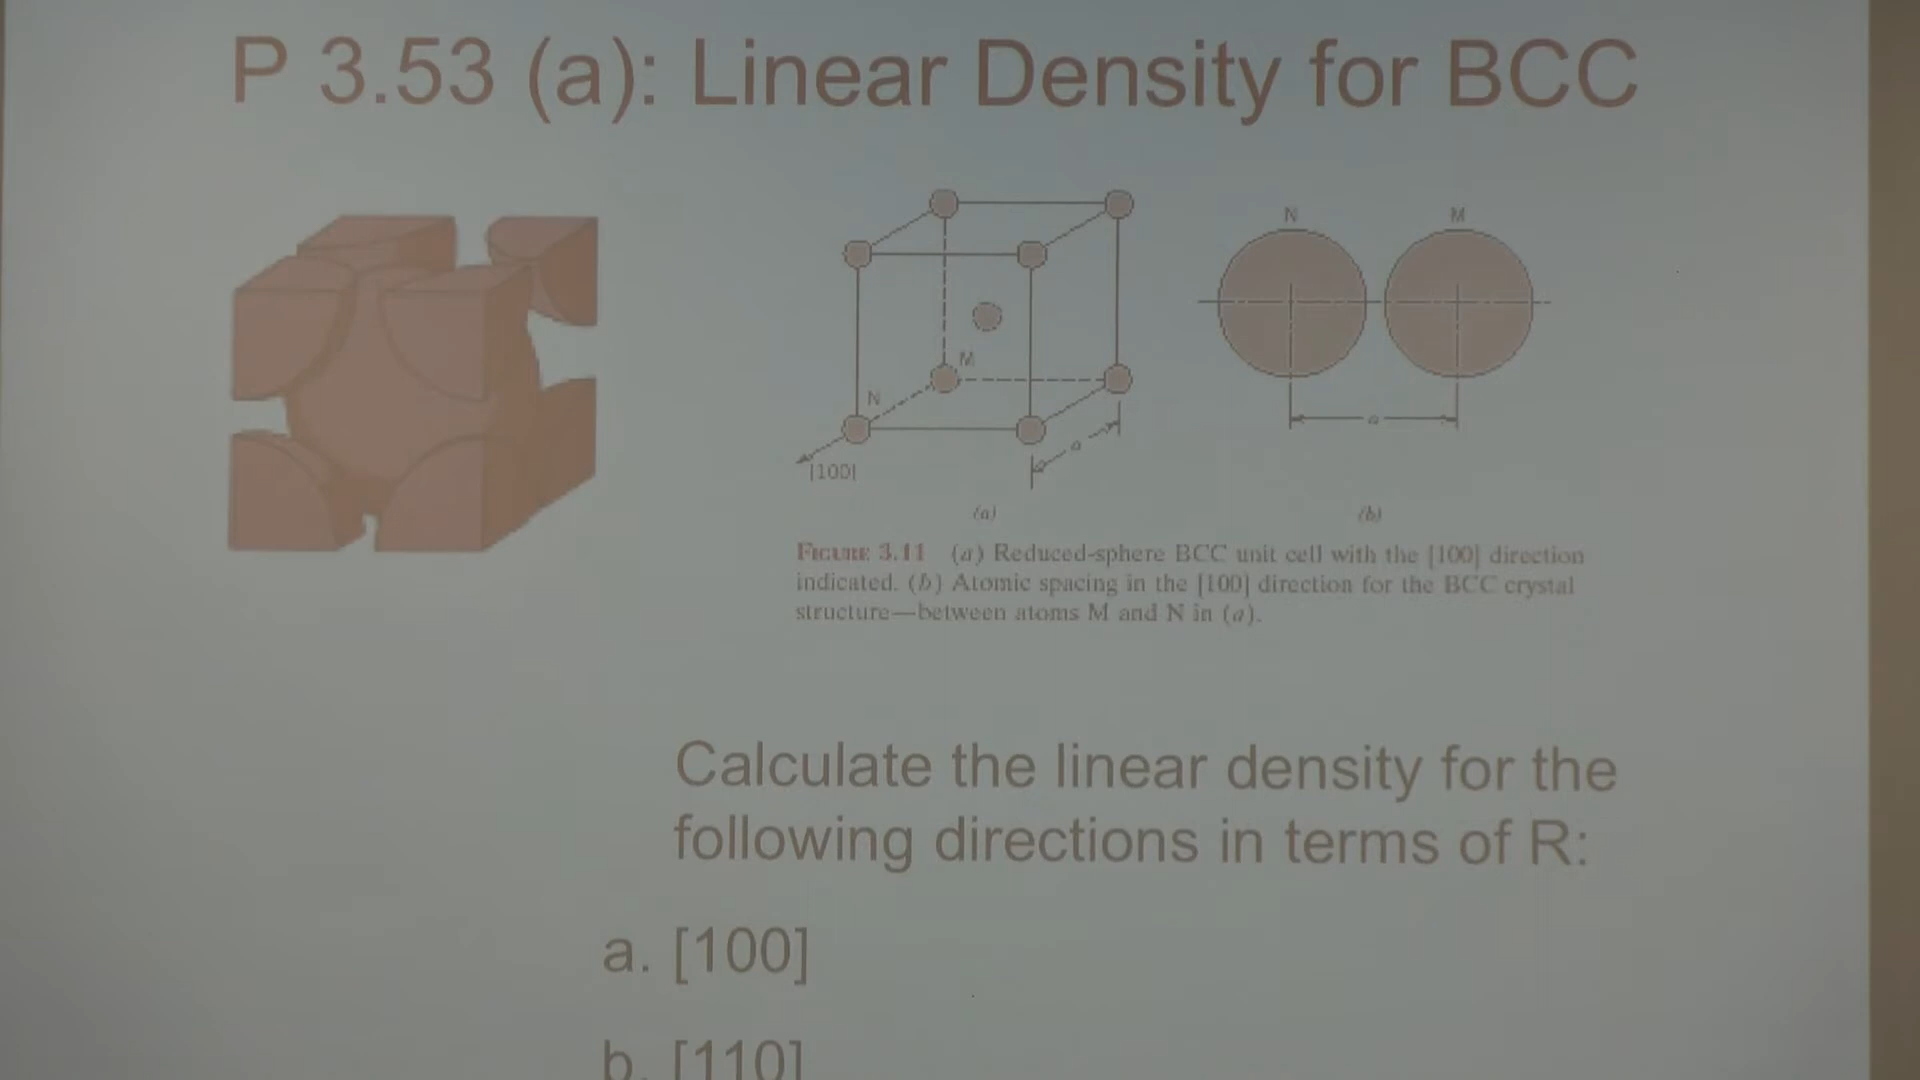 P 3.53 (a): Linear Density for BCC
N M
M
N
a
a
[100]
(a) (b)
FIGURE 3.11 (a) Reduced-sphere BCC unit cell with the [100] direction
indicated. (b) Atomic spacing in the [100] direction for the BCC crystal
structure—between atoms M and N in (a).
Calculate the linear density for the
following directions in terms of R:
a. [100]
b. [110]